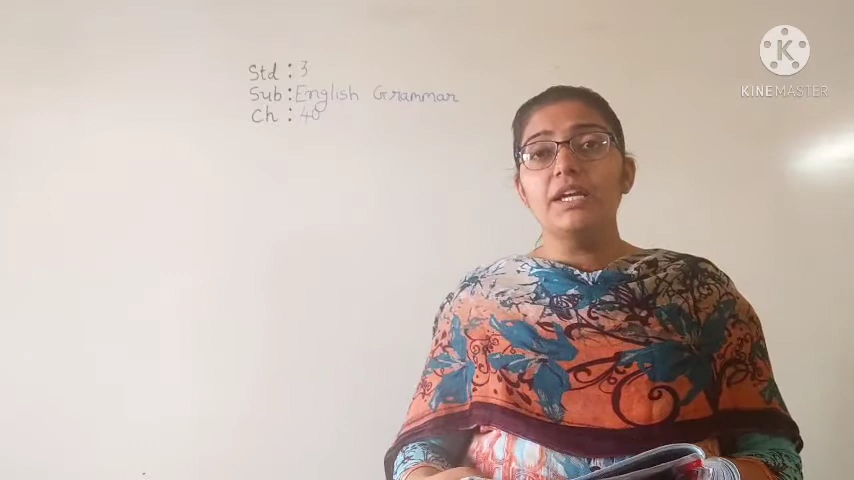 Std : 3
Sub : English Grammar
Ch : 40
K
KINEMASTER